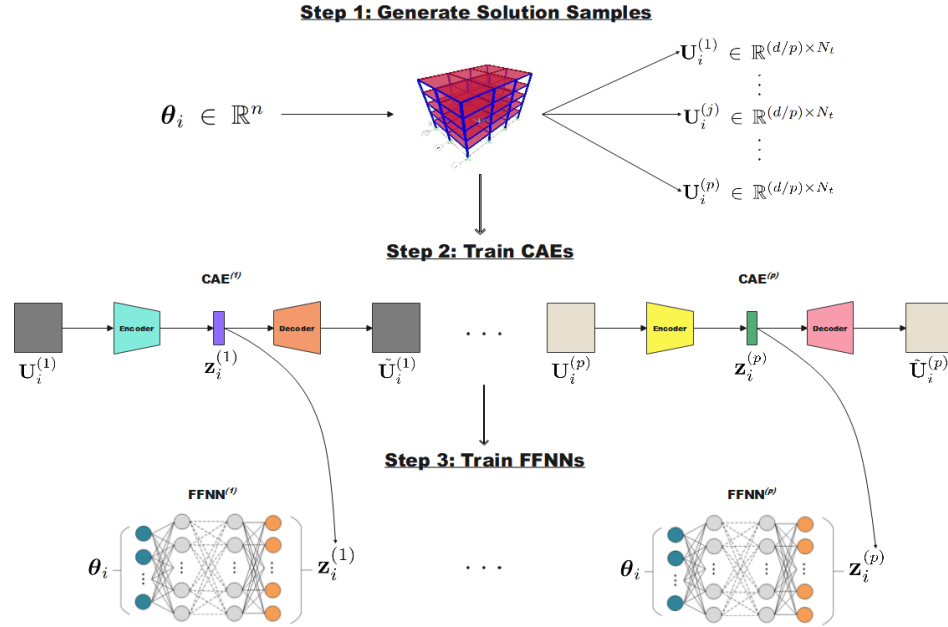 Step 1: Generate Solution Samples
θ_i ∈ ℝ^n
U_i^{(1)} ∈ ℝ^{(d/p)×N_t}
⋮
U_i^{(j)} ∈ ℝ^{(d/p)×N_t}
⋮
U_i^{(p)} ∈ ℝ^{(d/p)×N_t}
Step 2: Train CAEs
CAE^{(1)}
Encoder
Decoder
U_i^{(1)}
z_i^{(1)}
Ũ_i^{(1)}
. . .
CAE^{(p)}
Encoder
Decoder
U_i^{(p)}
z_i^{(p)}
Ũ_i^{(p)}
Step 3: Train FFNNs
FFNN^{(1)}
θ_i
z_i^{(1)}
. . .
FFNN^{(p)}
θ_i
z_i^{(p)}